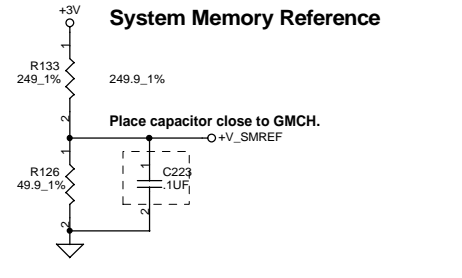 +3V
System Memory Reference
1
R133
249_1%
249.9_1%
2
Place capacitor close to GMCH.
+V_SMREF
1
R126
49.9_1%
1
C223
.1UF
2
2